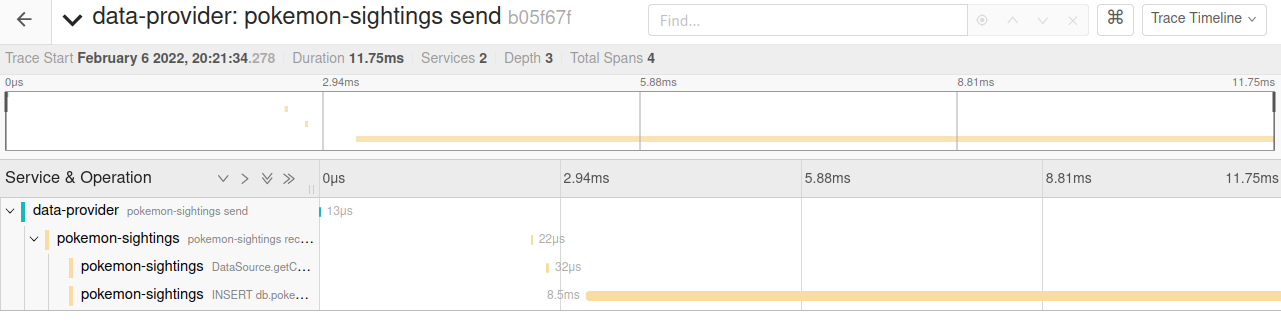 data-provider: pokemon-sightings send b05f67f Find... ⌘ Trace Timeline
Trace Start February 6 2022, 20:21:34.278 Duration 11.75ms Services 2 Depth 3 Total Spans 4
0μs 2.94ms 5.88ms 8.81ms 11.75ms
Service & Operation 0μs 2.94ms 5.88ms 8.81ms 11.75ms
data-provider pokemon-sightings send 13μs
pokemon-sightings pokemon-sightings rec... 22μs
pokemon-sightings DataSource.getC... 32μs
pokemon-sightings INSERT db.poke... 8.5ms